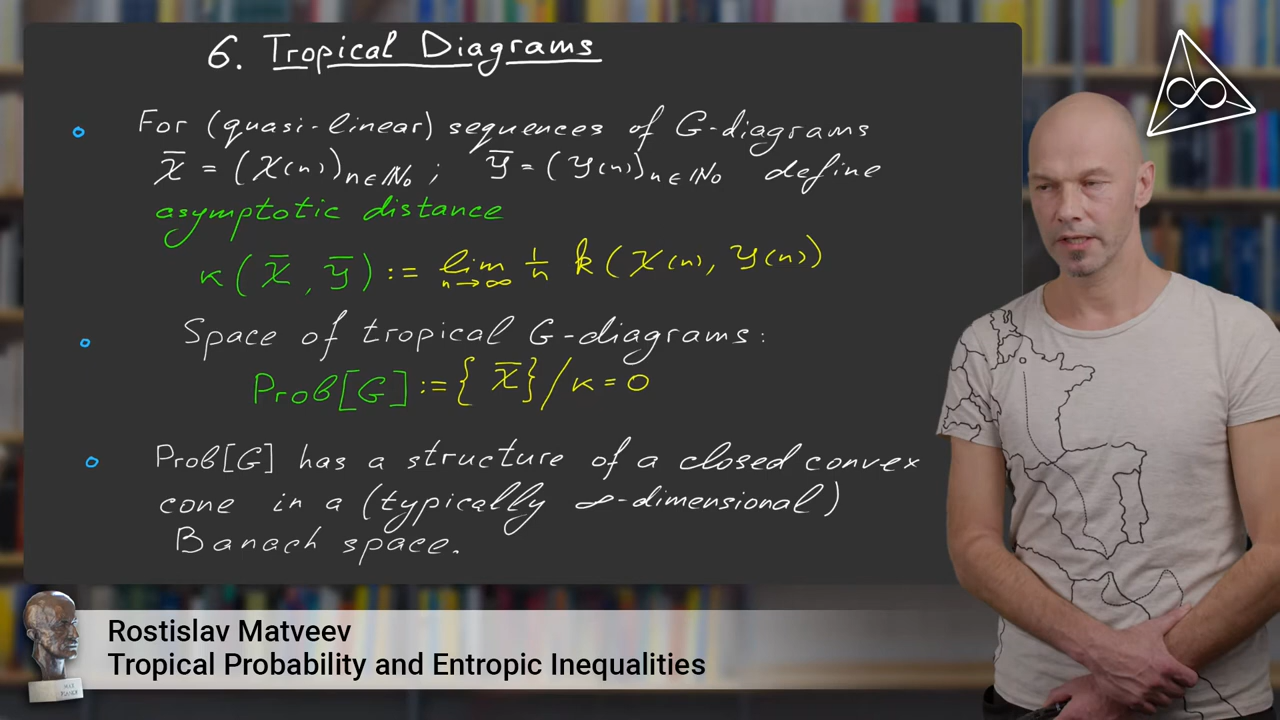 6. Tropical Diagrams
For (quasi-linear) sequences of G-diagrams
X̄ = (X(n))n∈ℕ₀ ; Ȳ = (Y(n))n∈ℕ₀ define
asymptotic distance
κ(X̄, Ȳ) := lim n→∞ 1/n k(X(n), Y(n))
Space of tropical G-diagrams:
Prob[G] := {X̄}/κ=0
Prob[G] has a structure of a closed convex
cone in a (typically ∞-dimensional)
Banach space.
Rostislav Matveev
Tropical Probability and Entropic Inequalities